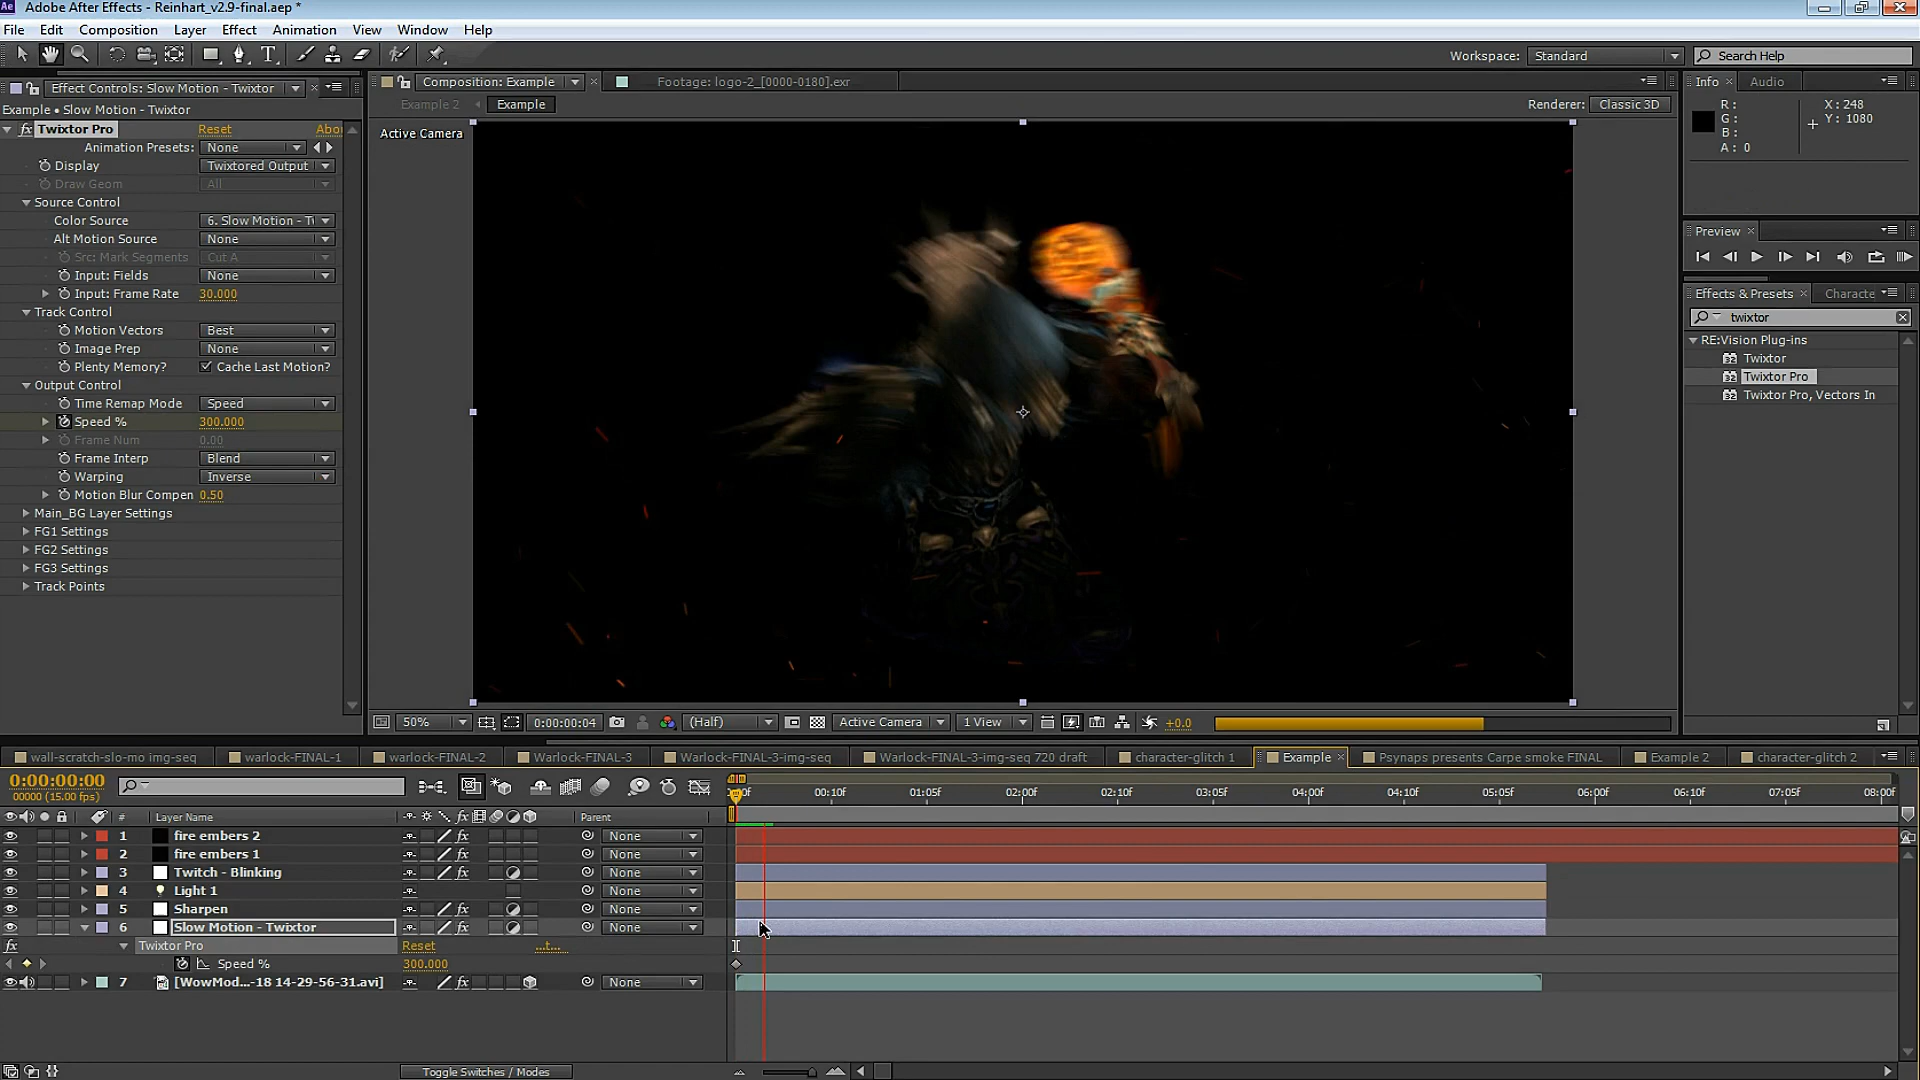 Ae Adobe After Effects - Reinhart_v2.9-final.aep *
File Edit Composition Layer Effect Animation View Window Help
Workspace: Standard Search Help
Effect Controls: Slow Motion - Twixtor
Composition: Example
Footage: logo-2_[0000-0180].exr
Info Audio
Example 2 Example
Renderer: Classic 3D
Example • Slow Motion - Twixtor
R: X: 248
G: Y: 1080
B:
A: 0
fx Twixtor Pro Reset Abo
Active Camera
Animation Presets: None
Display Twixtored Output
Draw Geom All
Source Control
Color Source 6. Slow Motion - T
Alt Motion Source None
Src: Mark Segments Cut A
Input: Fields None
Input: Frame Rate 30.000
Track Control
Motion Vectors Best
Image Prep None
Plenty Memory? Cache Last Motion?
Output Control
Time Remap Mode Speed
Speed % 300.000
Frame Num 0.00
Frame Interp Blend
Warping Inverse
Motion Blur Compen 0.50
Main_BG Layer Settings
FG1 Settings
FG2 Settings
FG3 Settings
Track Points
Preview
Effects & Presets Characte
twixtor
RE:Vision Plug-ins
32 Twixtor
32 Twixtor Pro
32 Twixtor Pro, Vectors In
50% 0:00:00:04 (Half) Active Camera 1 View +0.0
wall-scratch-slo-mo img-seq warlock-FINAL-1 warlock-FINAL-2 Warlock-FINAL-3 Warlock-FINAL-3-img-seq Warlock-FINAL-3-img-seq 720 draft character-glitch 1 Example Psynaps presents Carpe smoke FINAL Example 2 character-glitch 2
0:00:00:00
00000 (15.00 fps)
00:10f 01:05f 02:00f 02:10f 03:05f 04:00f 04:10f 05:05f 06:00f 06:10f 07:05f 08:00f
# Layer Name fx Parent
1 fire embers 2 fx None
2 fire embers 1 fx None
3 Twitch - Blinking fx None
4 Light 1 None
5 Sharpen fx None
6 Slow Motion - Twixtor fx None
fx Twixtor Pro Reset ...t...
Speed % 300.000
7 [WowMod...-18 14-29-56-31.avi] fx None
Toggle Switches / Modes